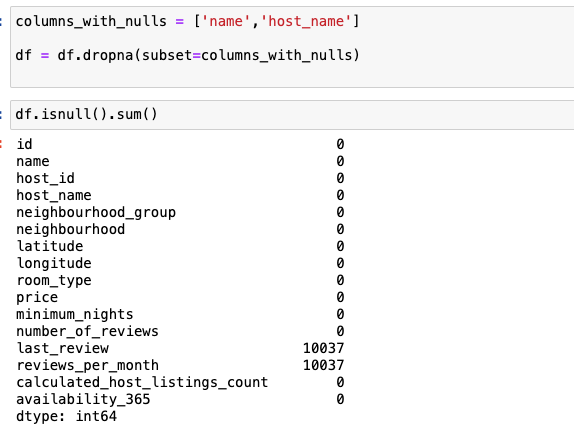 columns_with_nulls = ['name','host_name']
df = df.dropna(subset=columns_with_nulls)
df.isnull().sum()
id 0
name 0
host_id 0
host_name 0
neighbourhood_group 0
neighbourhood 0
latitude 0
longitude 0
room_type 0
price 0
minimum_nights 0
number_of_reviews 0
last_review 10037
reviews_per_month 10037
calculated_host_listings_count 0
availability_365 0
dtype: int64